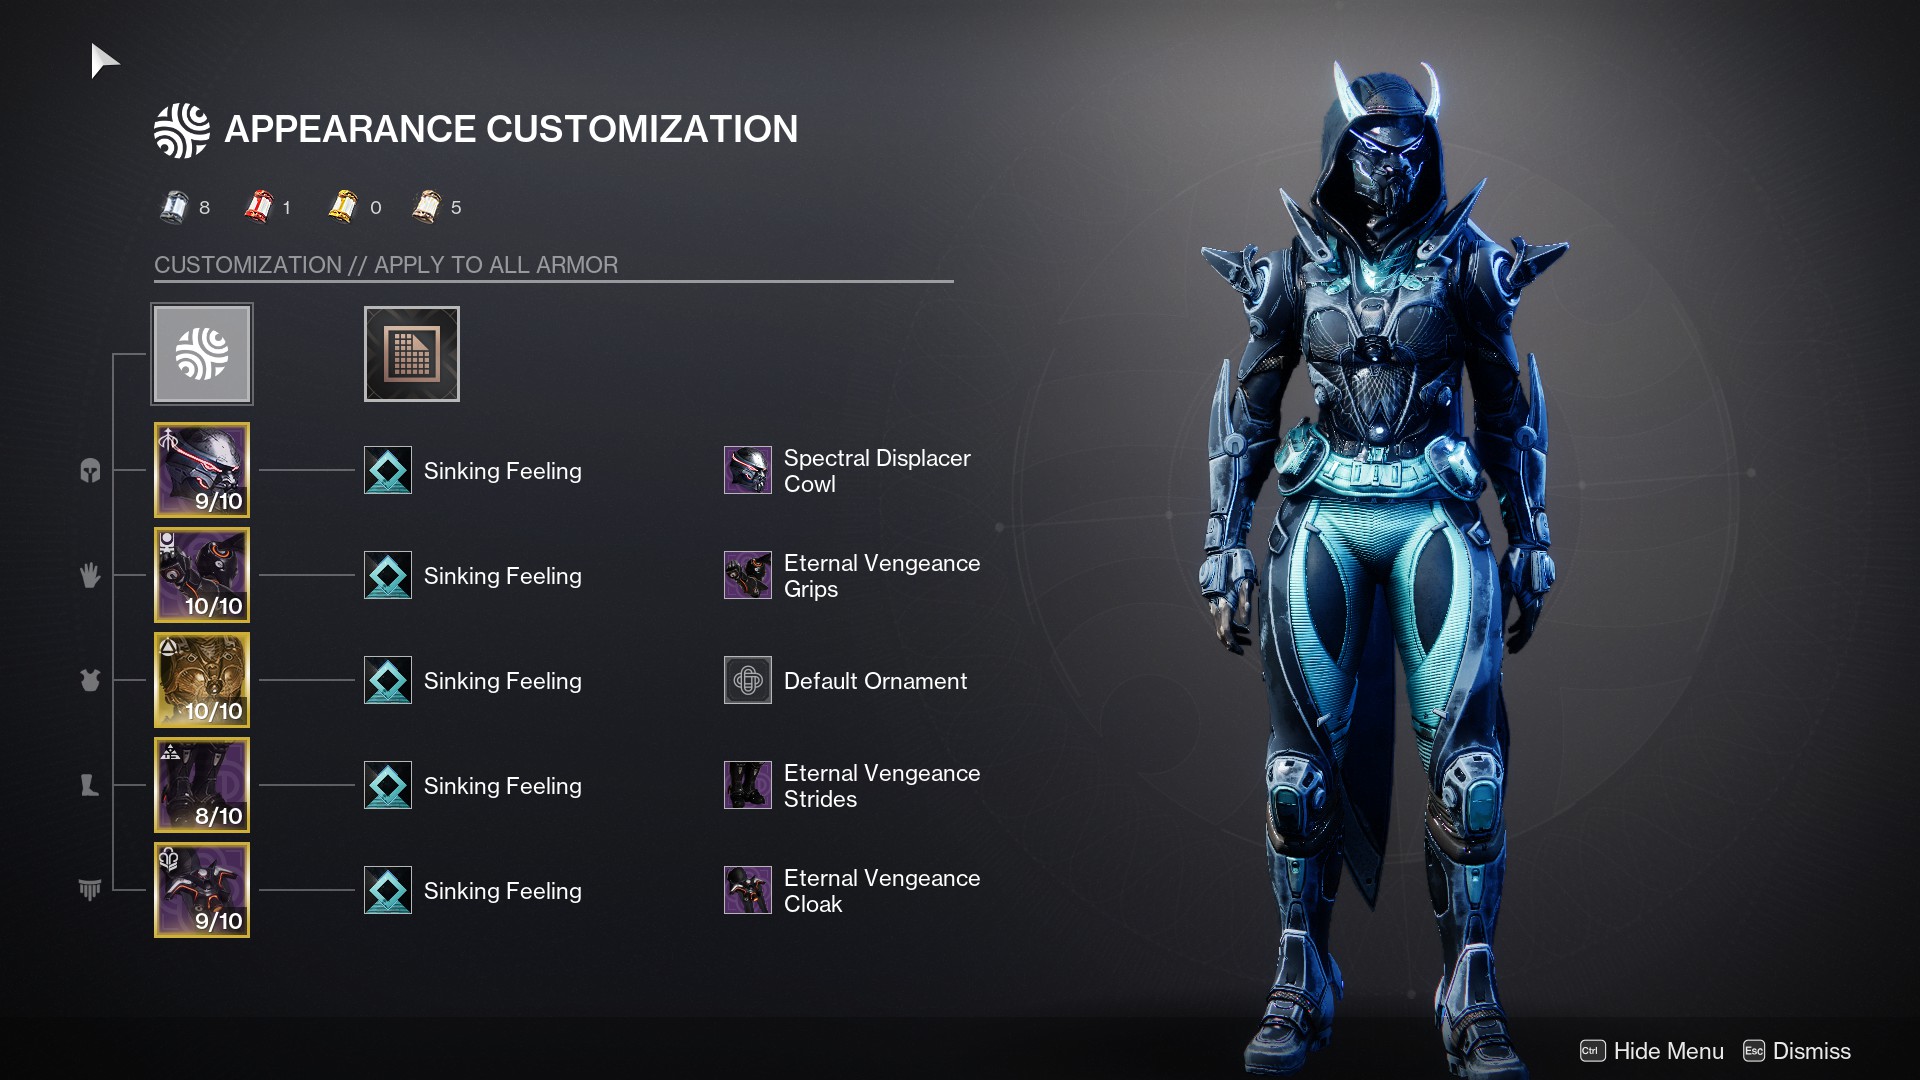 APPEARANCE CUSTOMIZATION
8 1 0 5
CUSTOMIZATION // APPLY TO ALL ARMOR
9/10
Sinking Feeling
Spectral Displacer
Cowl
10/10
Sinking Feeling
Eternal Vengeance
Grips
10/10
Sinking Feeling
Default Ornament
8/10
Sinking Feeling
Eternal Vengeance
Strides
9/10
Sinking Feeling
Eternal Vengeance
Cloak
Ctrl Hide Menu Esc Dismiss